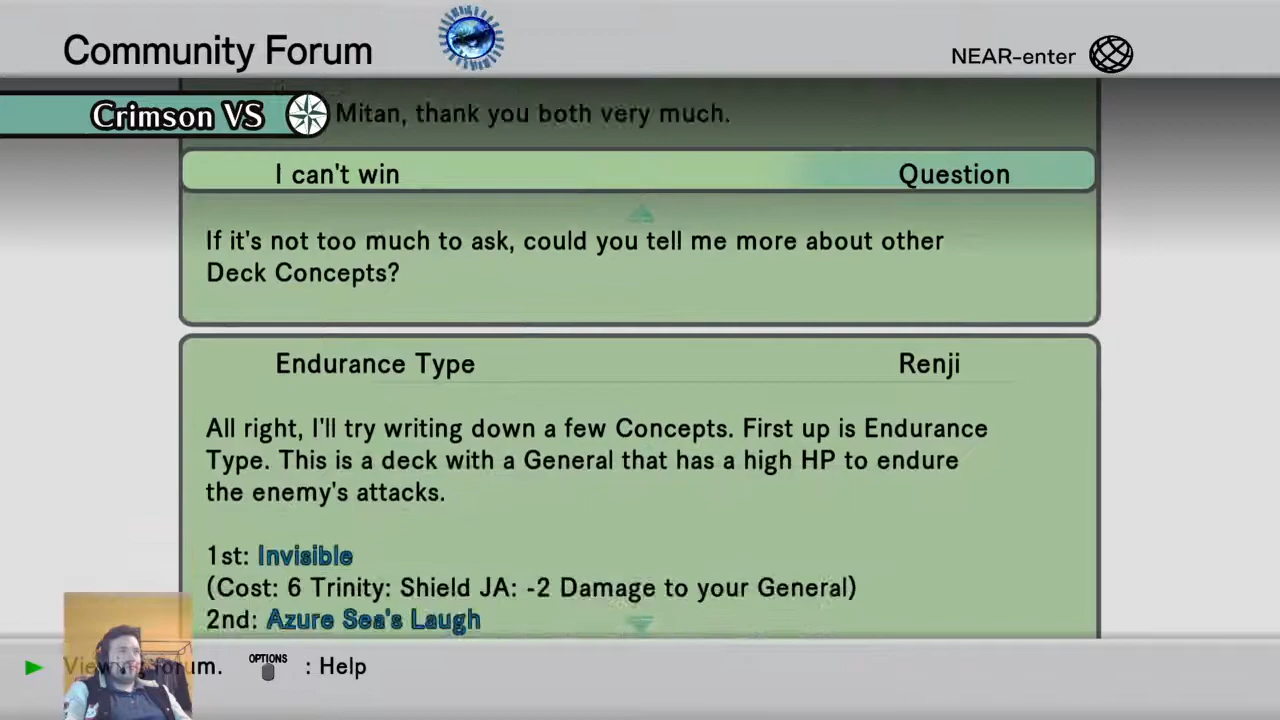 Community Forum
NEAR-enter
Crimson VS
Mitan, thank you both very much.
I can't win Question
If it's not too much to ask, could you tell me more about other
Deck Concepts?
Endurance Type Renji
All right, I'll try writing down a few Concepts. First up is Endurance
Type. This is a deck with a General that has a high HP to endure
the enemy's attacks.
1st: Invisible
(Cost: 6 Trinity: Shield JA: -2 Damage to your General)
2nd: Azure Sea's Laugh
Viewing forum. OPTIONS : Help